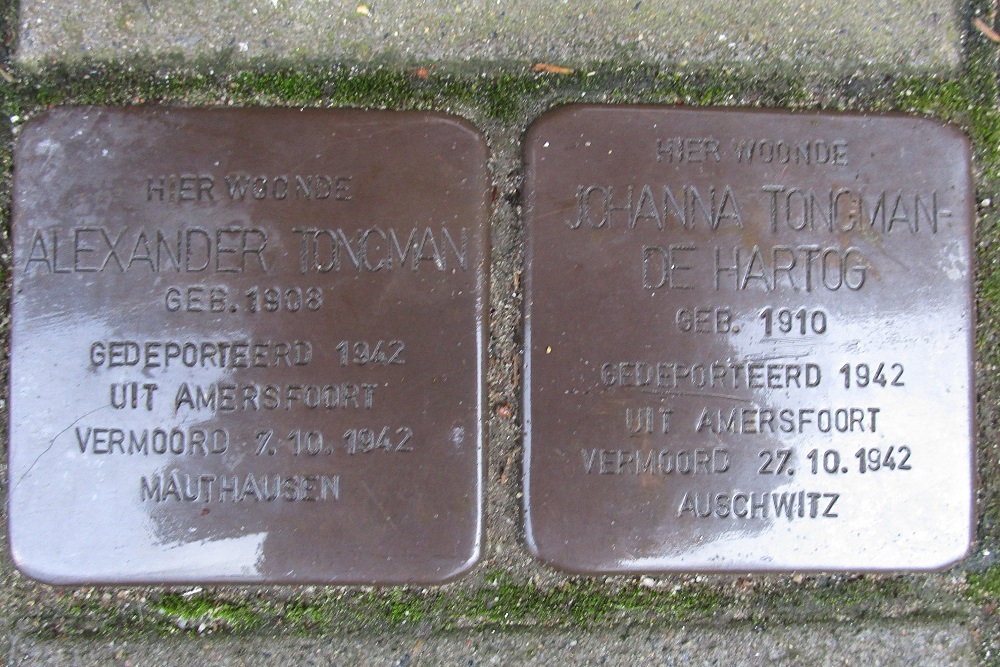 HIER WOONDE
ALEXANDER TONGMAN
GEB. 1908
GEDEPORTEERD 1942
UIT AMERSFOORT
VERMOORD 7.10.1942
MAUTHAUSEN
HIER WOONDE
JOHANNA TONGMAN-
DE HARTOG
GEB. 1910
GEDEPORTEERD 1942
UIT AMERSFOORT
VERMOORD 27.10.1942
AUSCHWITZ